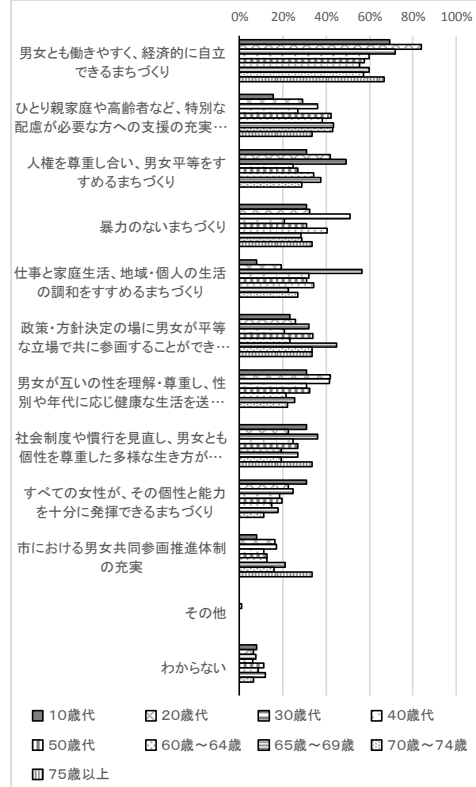 0% 20% 40% 60% 80% 100%
男女とも働きやすく、経済的に自立
できるまちづくり
ひとり親家庭や高齢者など、特別な
配慮が必要な方への支援の充実…
人権を尊重し合い、男女平等をす
すめるまちづくり
暴力のないまちづくり
仕事と家庭生活、地域・個人の生活
の調和をすすめるまちづくり
政策・方針決定の場に男女が平等
な立場で共に参画することができ…
男女が互いの性を理解・尊重し、性
別や年代に応じ健康な生活を送…
社会制度や慣行を見直し、男女とも
個性を尊重した多様な生き方が…
すべての女性が、その個性と能力
を十分に発揮できるまちづくり
市における男女共同参画推進体制
の充実
その他
わからない
10歳代 20歳代 30歳代 40歳代
50歳代 60歳～64歳 65歳～69歳 70歳～74歳
75歳以上